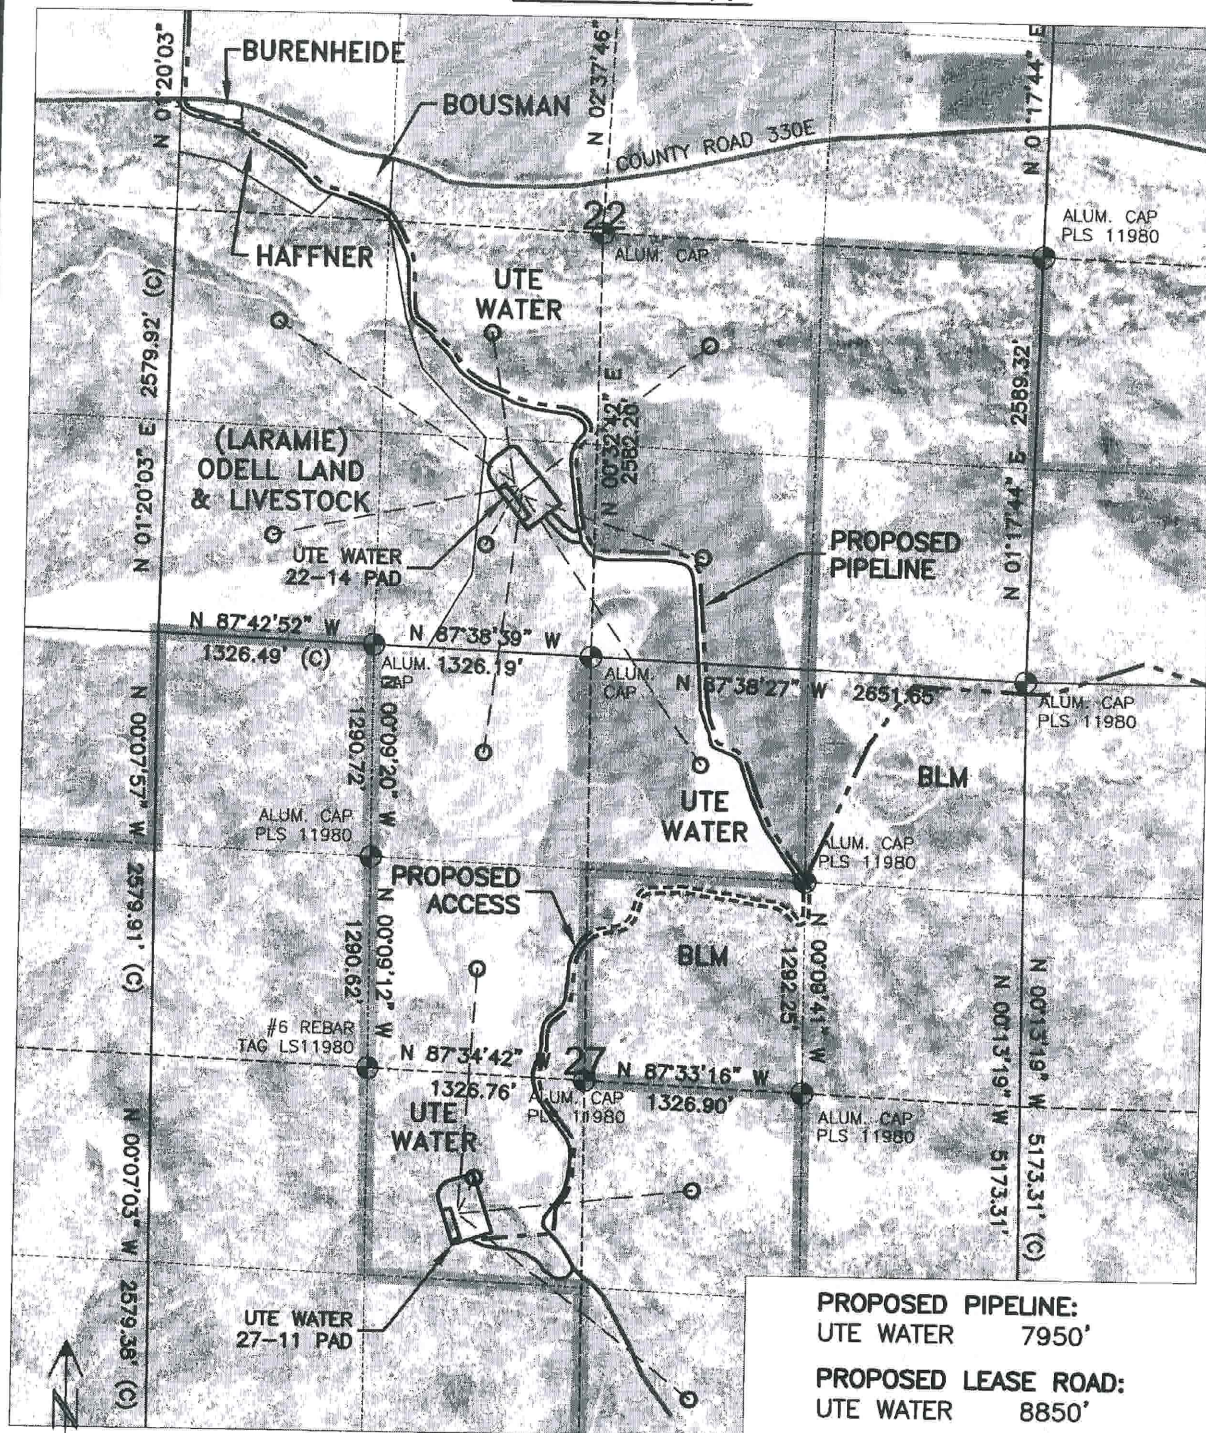 BURENHEIDE
BOUSMAN
N 01°20'03"
N 02°37'46"
N 01°17'44" E
COUNTY ROAD 330E
HAFFNER
22
ALUM. CAP
ALUM. CAP
PLS 11980
UTE
WATER
N 01°20'03" E 2579.92' (C)
N 00°32'42" E
2582.20'
N 01°17'44" E 2589.32'
(LARAMIE)
ODELL LAND
& LIVESTOCK
UTE WATER
22-14 PAD
PROPOSED
PIPELINE
N 87°42'52" W
1326.49' (C)
N 87°38'39" W
1326.19'
ALUM.
CAP
ALUM.
CAP
N 87°38'27" W 2651.65'
ALUM. CAP
PLS 11980
N 00°07'57" W 2579.91' (C)
N 00°09'20" W
1290.72'
BLM
UTE
WATER
ALUM. CAP
PLS 11980
ALUM. CAP
PLS 11980
PROPOSED
ACCESS
BLM
N 00°09'12" W
1290.62'
N 00°09'41" W
1292.25'
N 00°13'19" W 5173.31'
N 00°13'19" W 5173.31' (C)
#6 REBAR
TAG LS11980
N 87°34'42"
1326.76'
27
N 87°33'16" W
1326.90'
ALUM. CAP
PLS 11980
ALUM. CAP
PLS 11980
UTE
WATER
N 00°07'03" W 2579.38' (C)
UTE WATER
27-11 PAD
N
PROPOSED PIPELINE:
UTE WATER 7950'
PROPOSED LEASE ROAD:
UTE WATER 8850'